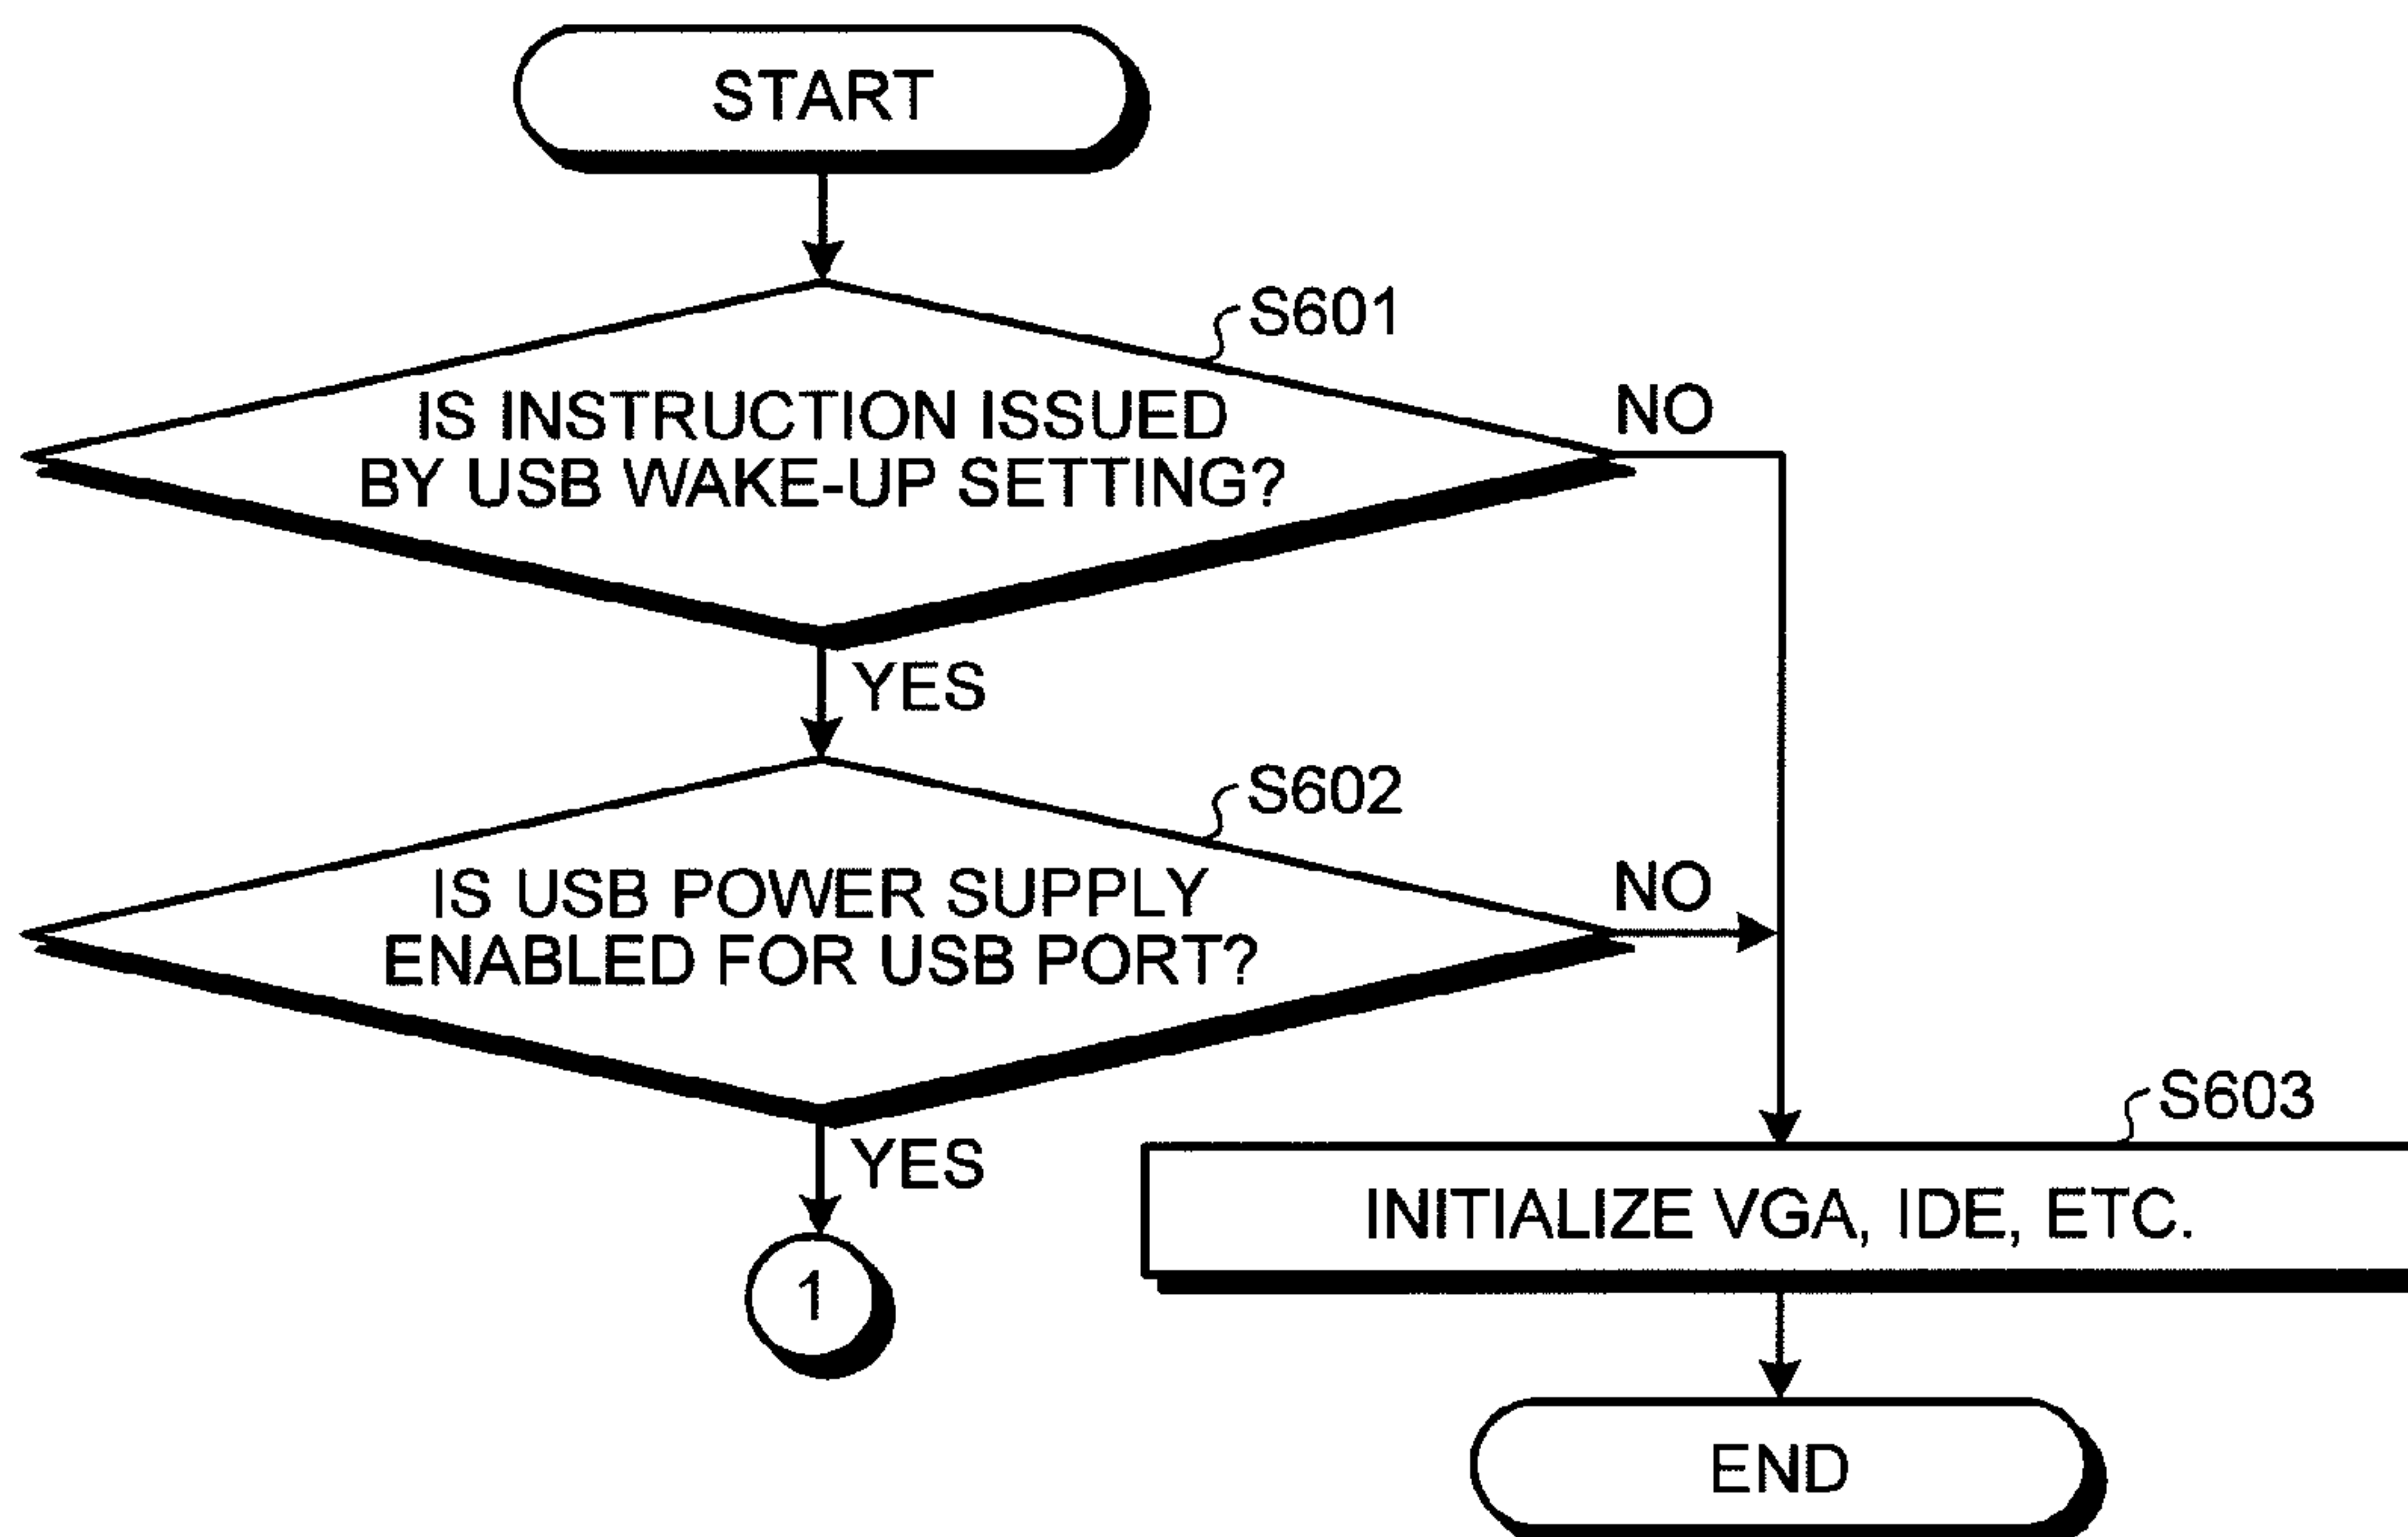 START
S601
IS INSTRUCTION ISSUED
BY USB WAKE-UP SETTING?
NO
YES
S602
IS USB POWER SUPPLY
ENABLED FOR USB PORT?
NO
YES
1
S603
INITIALIZE VGA, IDE, ETC.
END